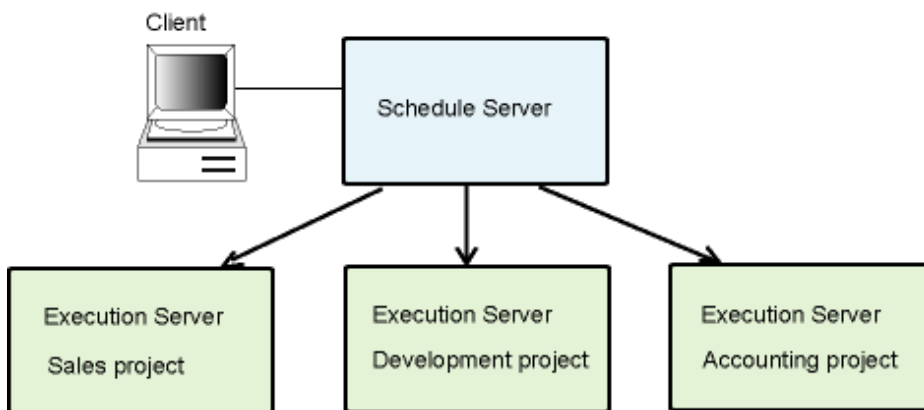 Client
Schedule Server
Execution Server
Sales project
Execution Server
Development project
Execution Server
Accounting project